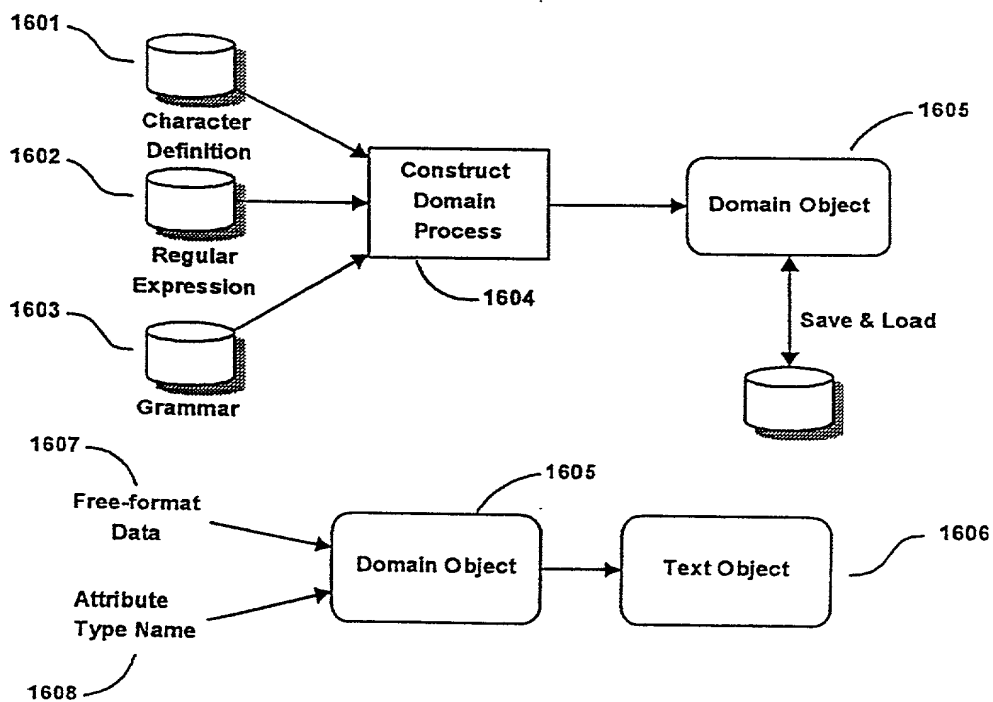 1601
Character
Definition
1602
Regular
Expression
1603
Grammar
Construct
Domain
Process
1604
1605
Domain Object
Save & Load
1607
Free-format
Data
Attribute
Type Name
1608
1605
Domain Object
Text Object
1606